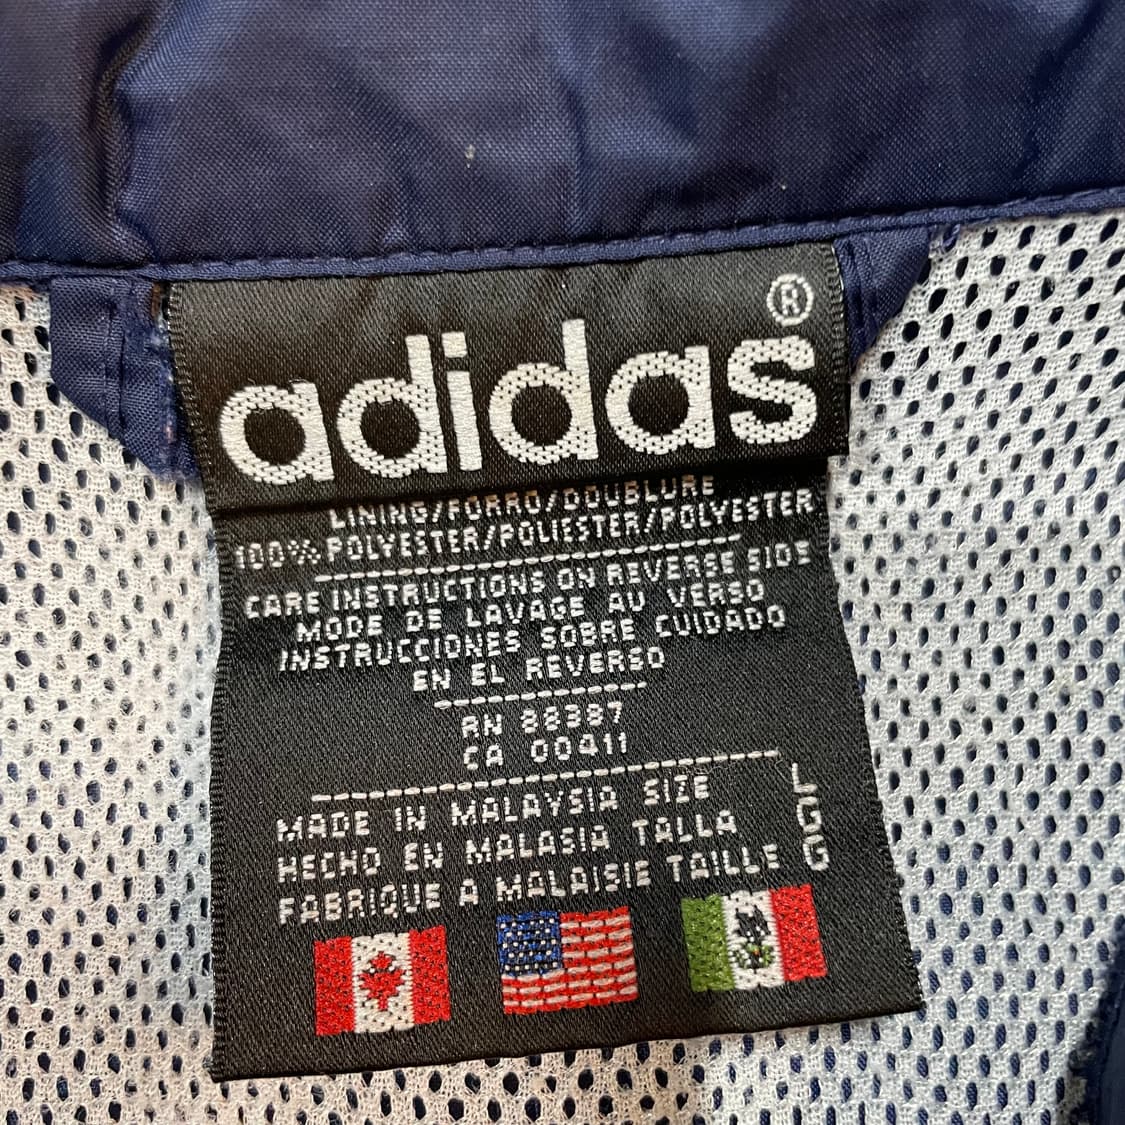 adidas®
LINING/FORRO/DOUBLURE
100% POLYESTER/POLIESTER/POLYESTER
CARE INSTRUCTIONS ON REVERSE SIDE
MODE DE LAVAGE AU VERSO
INSTRUCCIONES SOBRE CUIDADO
EN EL REVERSO
RN 88387
CA 00411
MADE IN MALAYSIA SIZE L
HECHO EN MALASIA TALLA G
FABRIQUE A MALAISIE TAILLE G